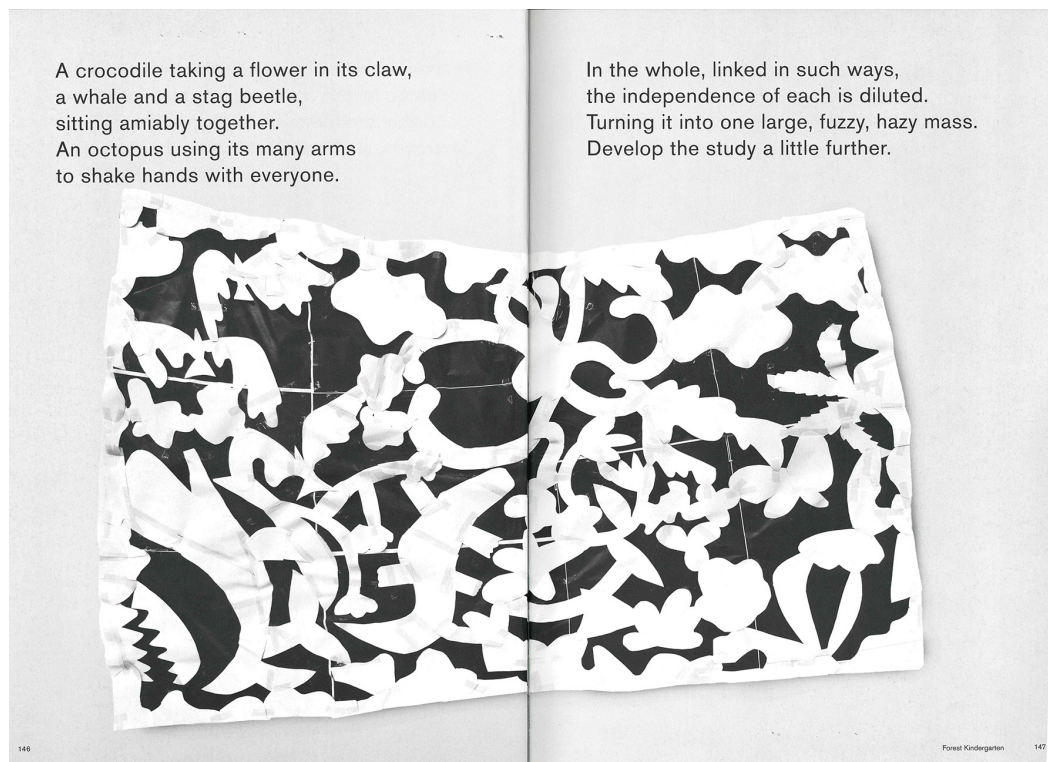 A crocodile taking a flower in its claw,
a whale and a stag beetle,
sitting amiably together.
An octopus using its many arms
to shake hands with everyone.
In the whole, linked in such ways,
the independence of each is diluted.
Turning it into one large, fuzzy, hazy mass.
Develop the study a little further.
146
Forest Kindergarten
147